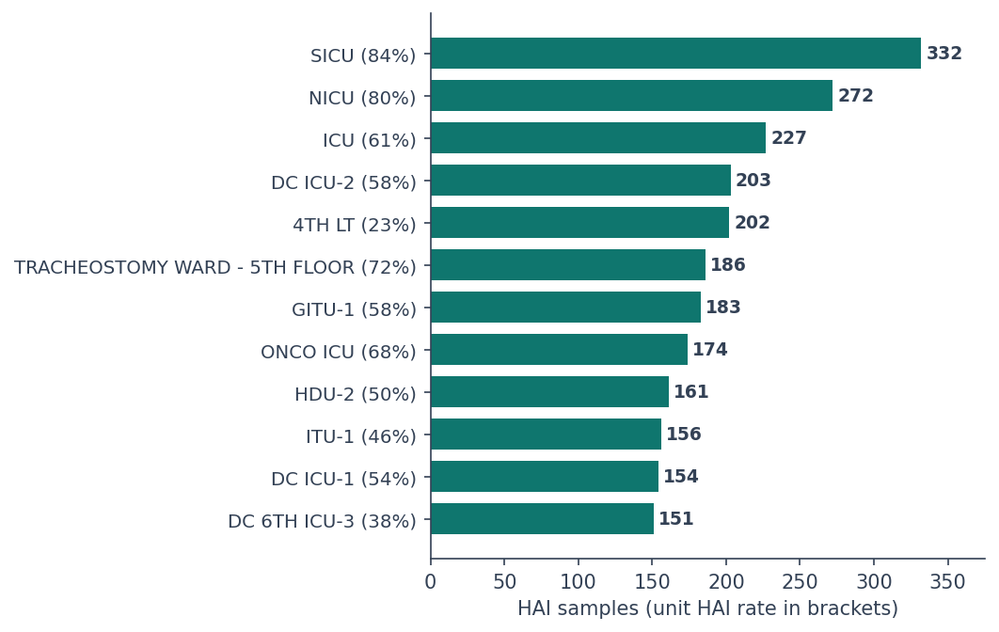 SICU (84%) 332
NICU (80%) 272
ICU (61%) 227
DC ICU-2 (58%) 203
4TH LT (23%) 202
TRACHEOSTOMY WARD - 5TH FLOOR (72%) 186
GITU-1 (58%) 183
ONCO ICU (68%) 174
HDU-2 (50%) 161
ITU-1 (46%) 156
DC ICU-1 (54%) 154
DC 6TH ICU-3 (38%) 151
0 50 100 150 200 250 300 350
HAI samples (unit HAI rate in brackets)